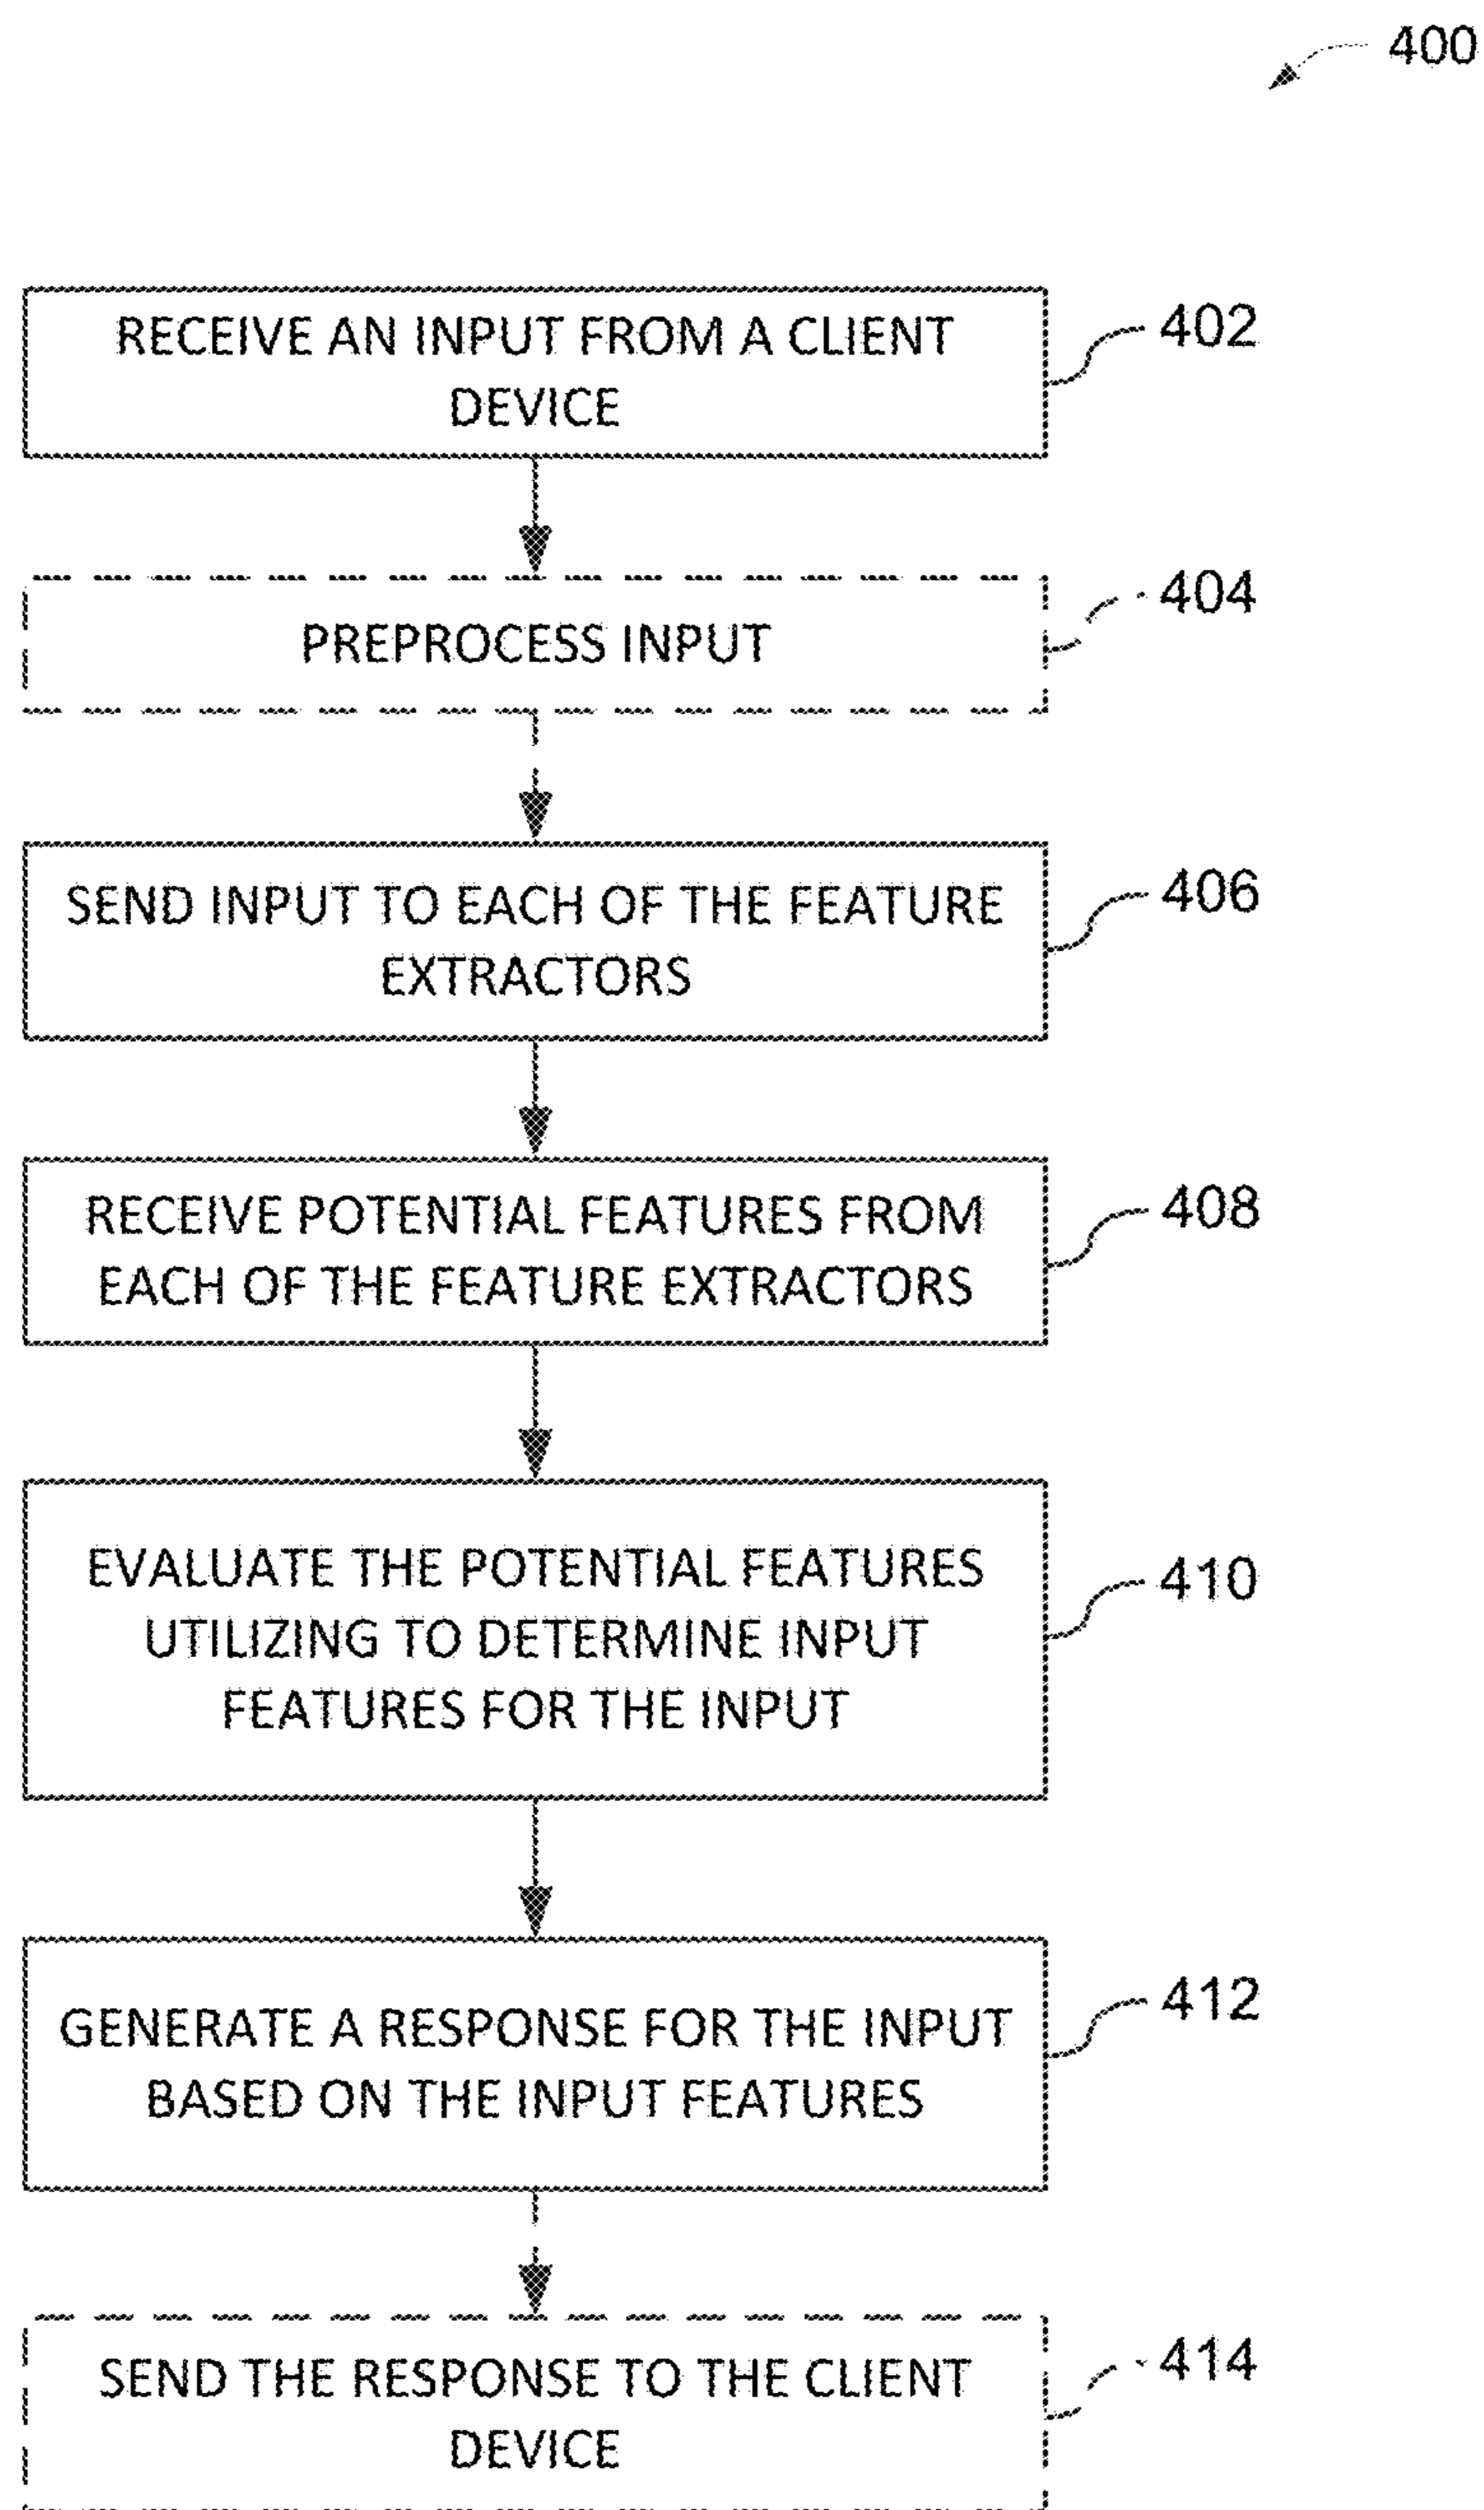 400
RECEIVE AN INPUT FROM A CLIENT
DEVICE
402
PREPROCESS INPUT
404
SEND INPUT TO EACH OF THE FEATURE
EXTRACTORS
406
RECEIVE POTENTIAL FEATURES FROM
EACH OF THE FEATURE EXTRACTORS
408
EVALUATE THE POTENTIAL FEATURES
UTILIZING TO DETERMINE INPUT
FEATURES FOR THE INPUT
410
GENERATE A RESPONSE FOR THE INPUT
BASED ON THE INPUT FEATURES
412
SEND THE RESPONSE TO THE CLIENT
DEVICE
414